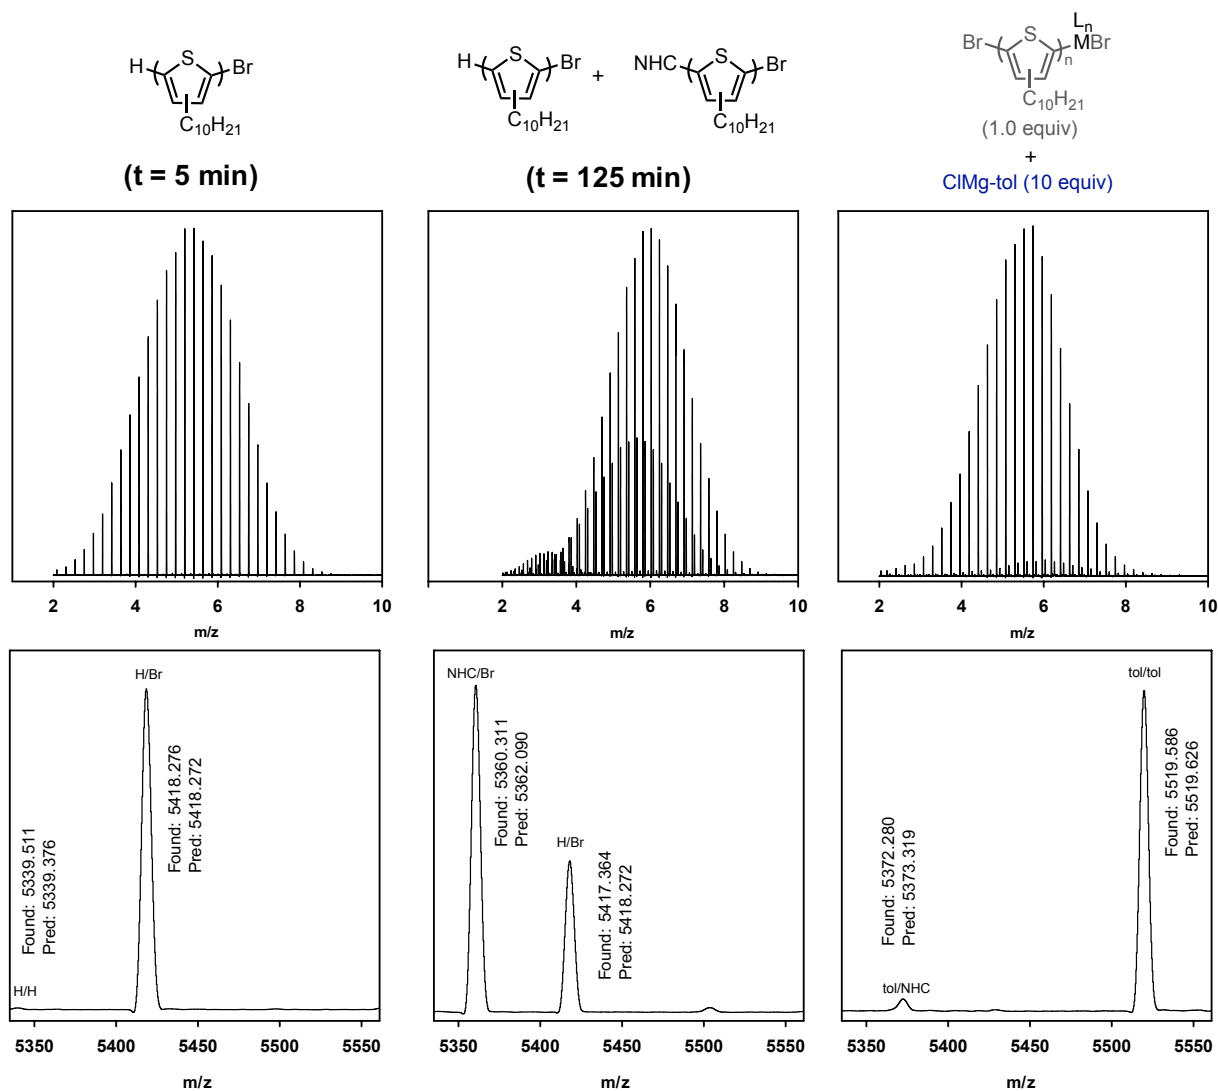 H ( S ) Br
C10H21
(t = 5 min)
H ( S ) Br + NHC ( S ) Br
C10H21 C10H21
(t = 125 min)
Ln
Br ( S )n MBr
C10H21
(1.0 equiv)
+
ClMg-tol (10 equiv)
2 4 6 8 10
m/z
2 4 6 8 10
m/z
2 4 6 8 10
m/z
H/Br
Found: 5418.276
Pred: 5418.272
Found: 5339.511
Pred: 5339.376
H/H
5350 5400 5450 5500 5550
m/z
NHC/Br
Found: 5360.311
Pred: 5362.090
H/Br
Found: 5417.364
Pred: 5418.272
5350 5400 5450 5500 5550
m/z
tol/tol
Found: 5519.586
Pred: 5519.626
Found: 5372.280
Pred: 5373.319
tol/NHC
5350 5400 5450 5500 5550
m/z